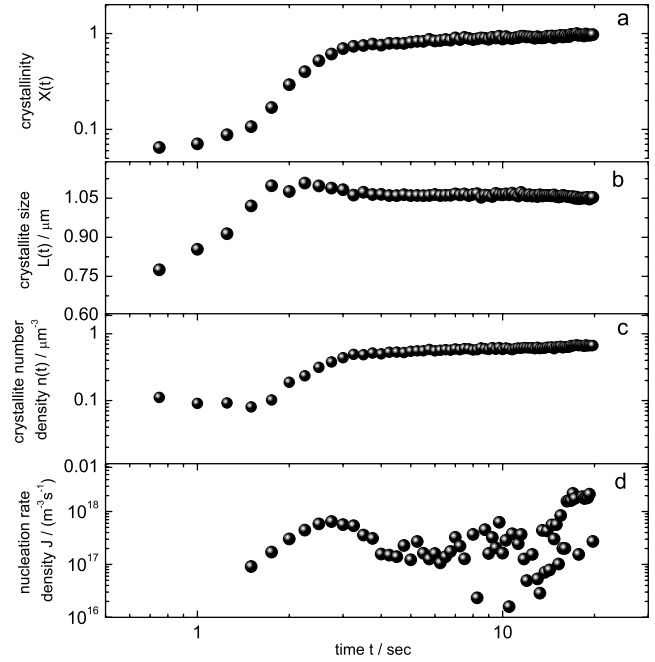 a
1
0.1
crystallinity
X(t)
b
1.05
0.90
0.75
0.60
crystallite size
L(t) / μm
c
1
0.1
0.01
crystallite number
density n(t) / μm⁻³
d
10¹⁸
10¹⁷
10¹⁶
nucleation rate
density J / (m⁻³s⁻¹)
1 10
time t / sec